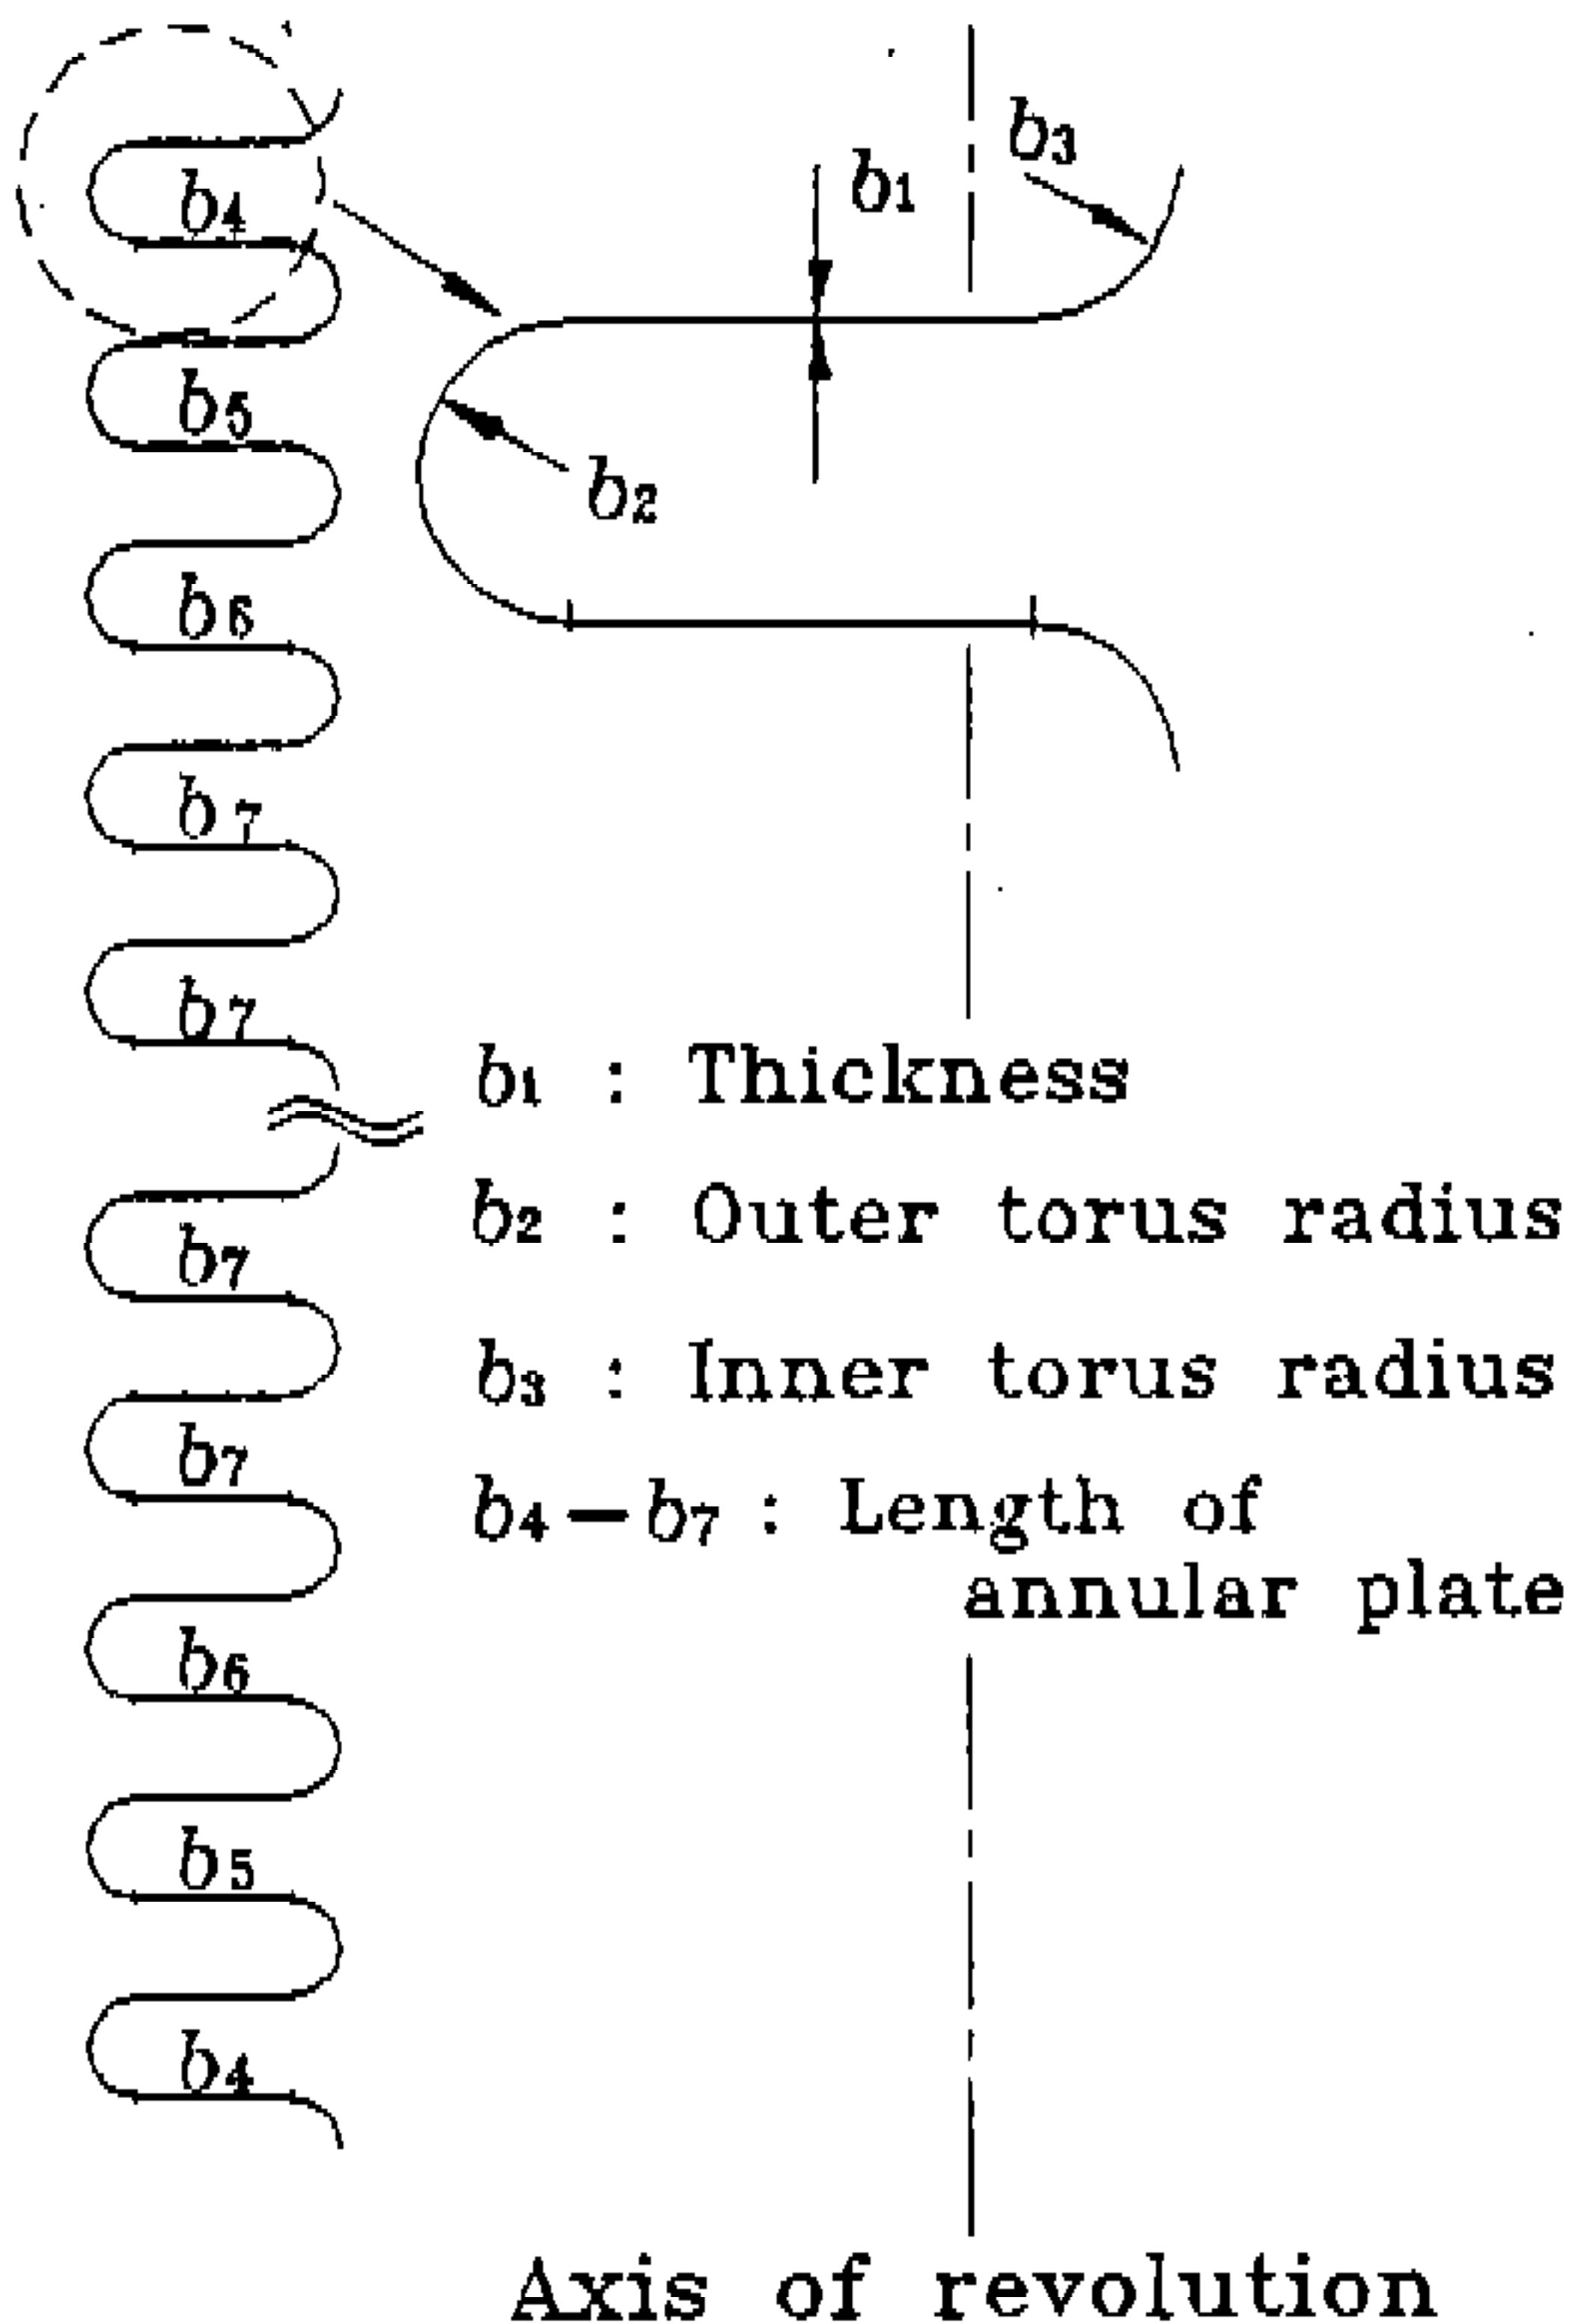 b4
b5
b6
b7
b7
b7
b7
b6
b5
b4
b1
b3
b2
b1 : Thickness
b2 : Outer torus radius
b3 : Inner torus radius
b4 – b7 : Length of
annular plate
Axis of revolution